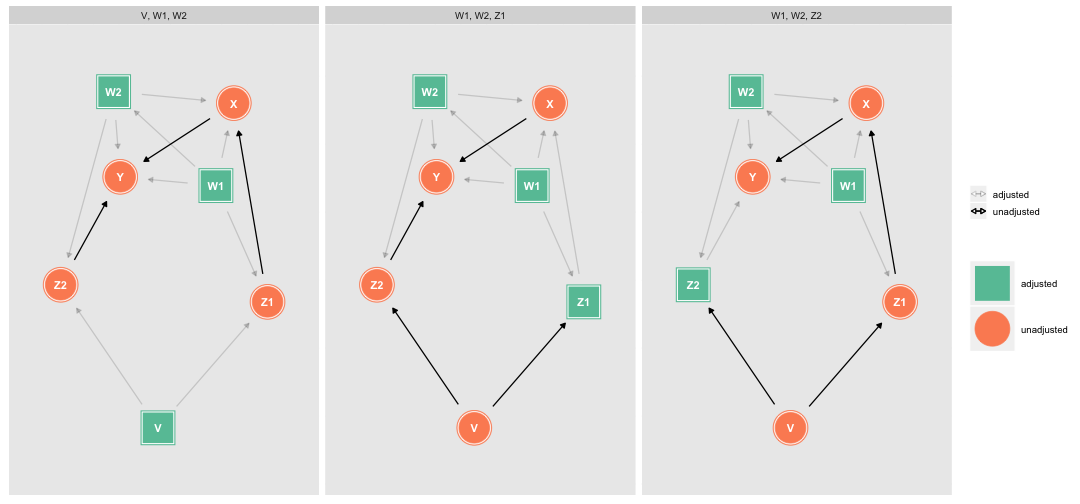 V, W1, W2
W2
X
Y
W1
Z2
Z1
V
W1, W2, Z1
W2
X
Y
W1
Z2
Z1
V
W1, W2, Z2
W2
X
Y
W1
Z2
Z1
V
adjusted
unadjusted
adjusted
unadjusted